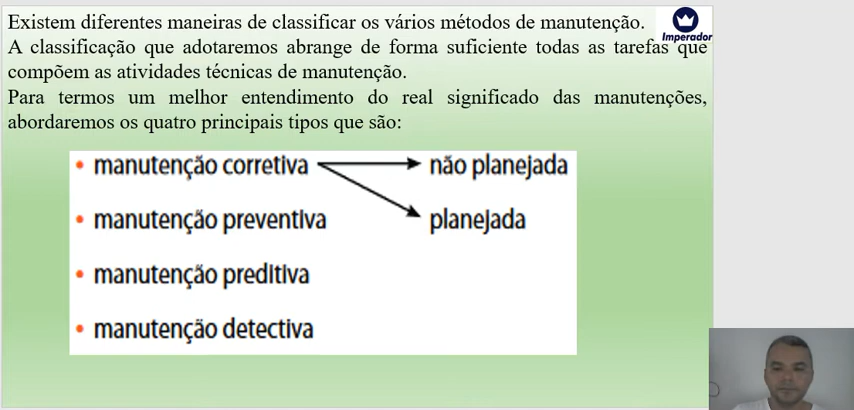 Existem diferentes maneiras de classificar os vários métodos de manutenção.
Imperador
A classificação que adotaremos abrange de forma suficiente todas as tarefas que
compõem as atividades técnicas de manutenção.
Para termos um melhor entendimento do real significado das manutenções,
abordaremos os quatro principais tipos que são:
• manutenção corretiva não planejada
• manutenção preventiva planejada
• manutenção preditiva
• manutenção detectiva